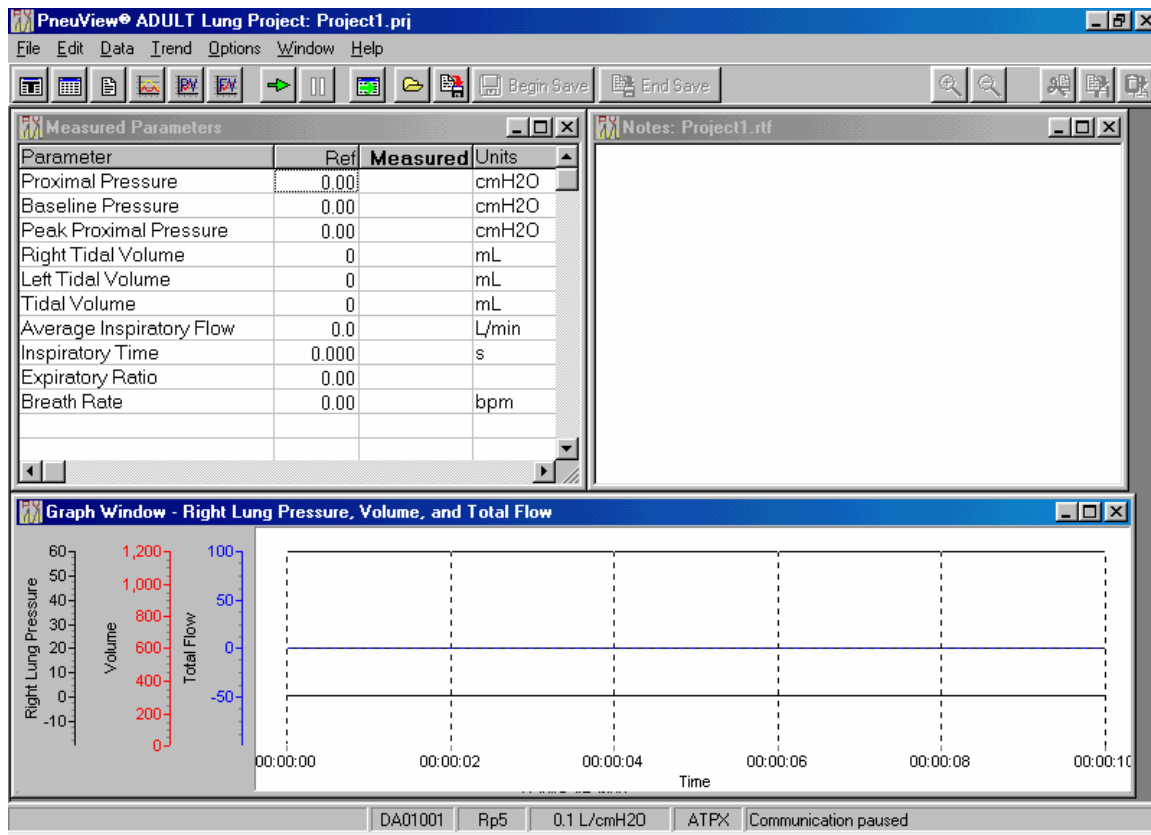 PneuView® ADULT Lung Project: Project1.prj
File Edit Data Trend Options Window Help
Begin Save End Save
Measured Parameters
Parameter Ref Measured Units
Proximal Pressure 0.00 cmH2O
Baseline Pressure 0.00 cmH2O
Peak Proximal Pressure 0.00 cmH2O
Right Tidal Volume 0 mL
Left Tidal Volume 0 mL
Tidal Volume 0 mL
Average Inspiratory Flow 0.0 L/min
Inspiratory Time 0.000 s
Expiratory Ratio 0.00
Breath Rate 0.00 bpm
Notes: Project1.rtf
Graph Window - Right Lung Pressure, Volume, and Total Flow
Right Lung Pressure
60
50
40
30
20
10
0
-10
Volume
1,200
1,000
800
600
400
200
0
Total Flow
100
50
0
-50
00:00:00 00:00:02 00:00:04 00:00:06 00:00:08 00:00:10
Time
DA01001 Rp5 0.1 L/cmH2O ATPX Communication paused